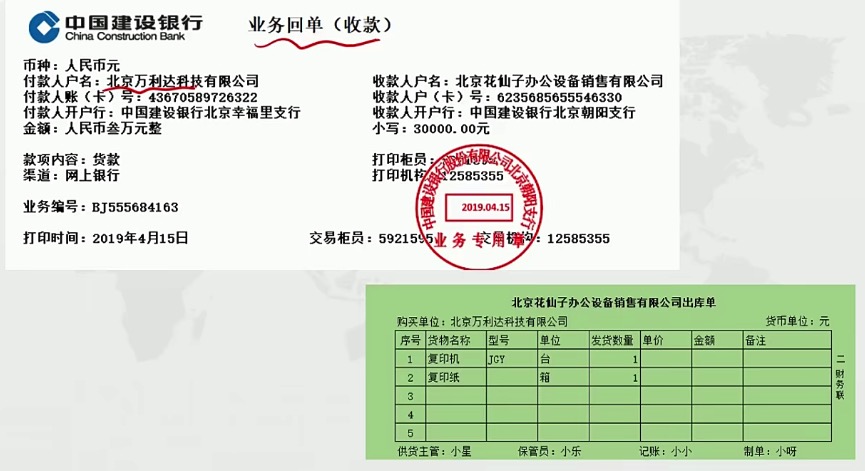 中国建设银行
China Construction Bank
业务回单（收款）
币种：人民币元
付款人户名：北京万利达科技有限公司
收款人户名：北京花仙子办公设备销售有限公司
付款人账（卡）号：43670589726322
收款人户（卡）号：6235685655546330
付款人开户行：中国建设银行北京幸福里支行
收款人开户行：中国建设银行北京朝阳支行
金额：人民币叁万元整
小写：30000.00元
款项内容：货款
打印柜员：
渠道：网上银行
打印机构：12585355
业务编号：BJ555684163
打印时间：2019年4月15日
交易柜员：5921595
交易机构：12585355
中国建设银行股份有限公司北京朝阳支行
2019.04.15
业务专用章
北京花仙子办公设备销售有限公司出库单
购买单位：北京万利达科技有限公司
货币单位：元
序号 货物名称 型号 单位 发货数量 单价 金额 备注
1 复印机 JGY 台 1
2 复印纸 箱 1
3
4
5
二 财务联
供货主管：小星 保管员：小乐 记账：小小 制单：小呀